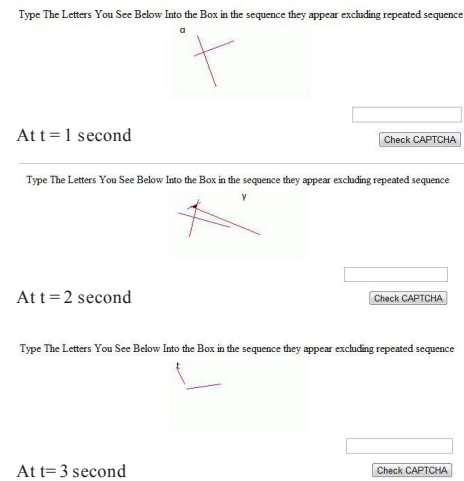 Type The Letters You See Below Into the Box in the sequence they appear excluding repeated sequence
a
At t = 1 second
Check CAPTCHA
Type The Letters You See Below Into the Box in the sequence they appear excluding repeated sequence
y
At t = 2 second
Check CAPTCHA
Type The Letters You See Below Into the Box in the sequence they appear excluding repeated sequence
t
At t= 3 second
Check CAPTCHA